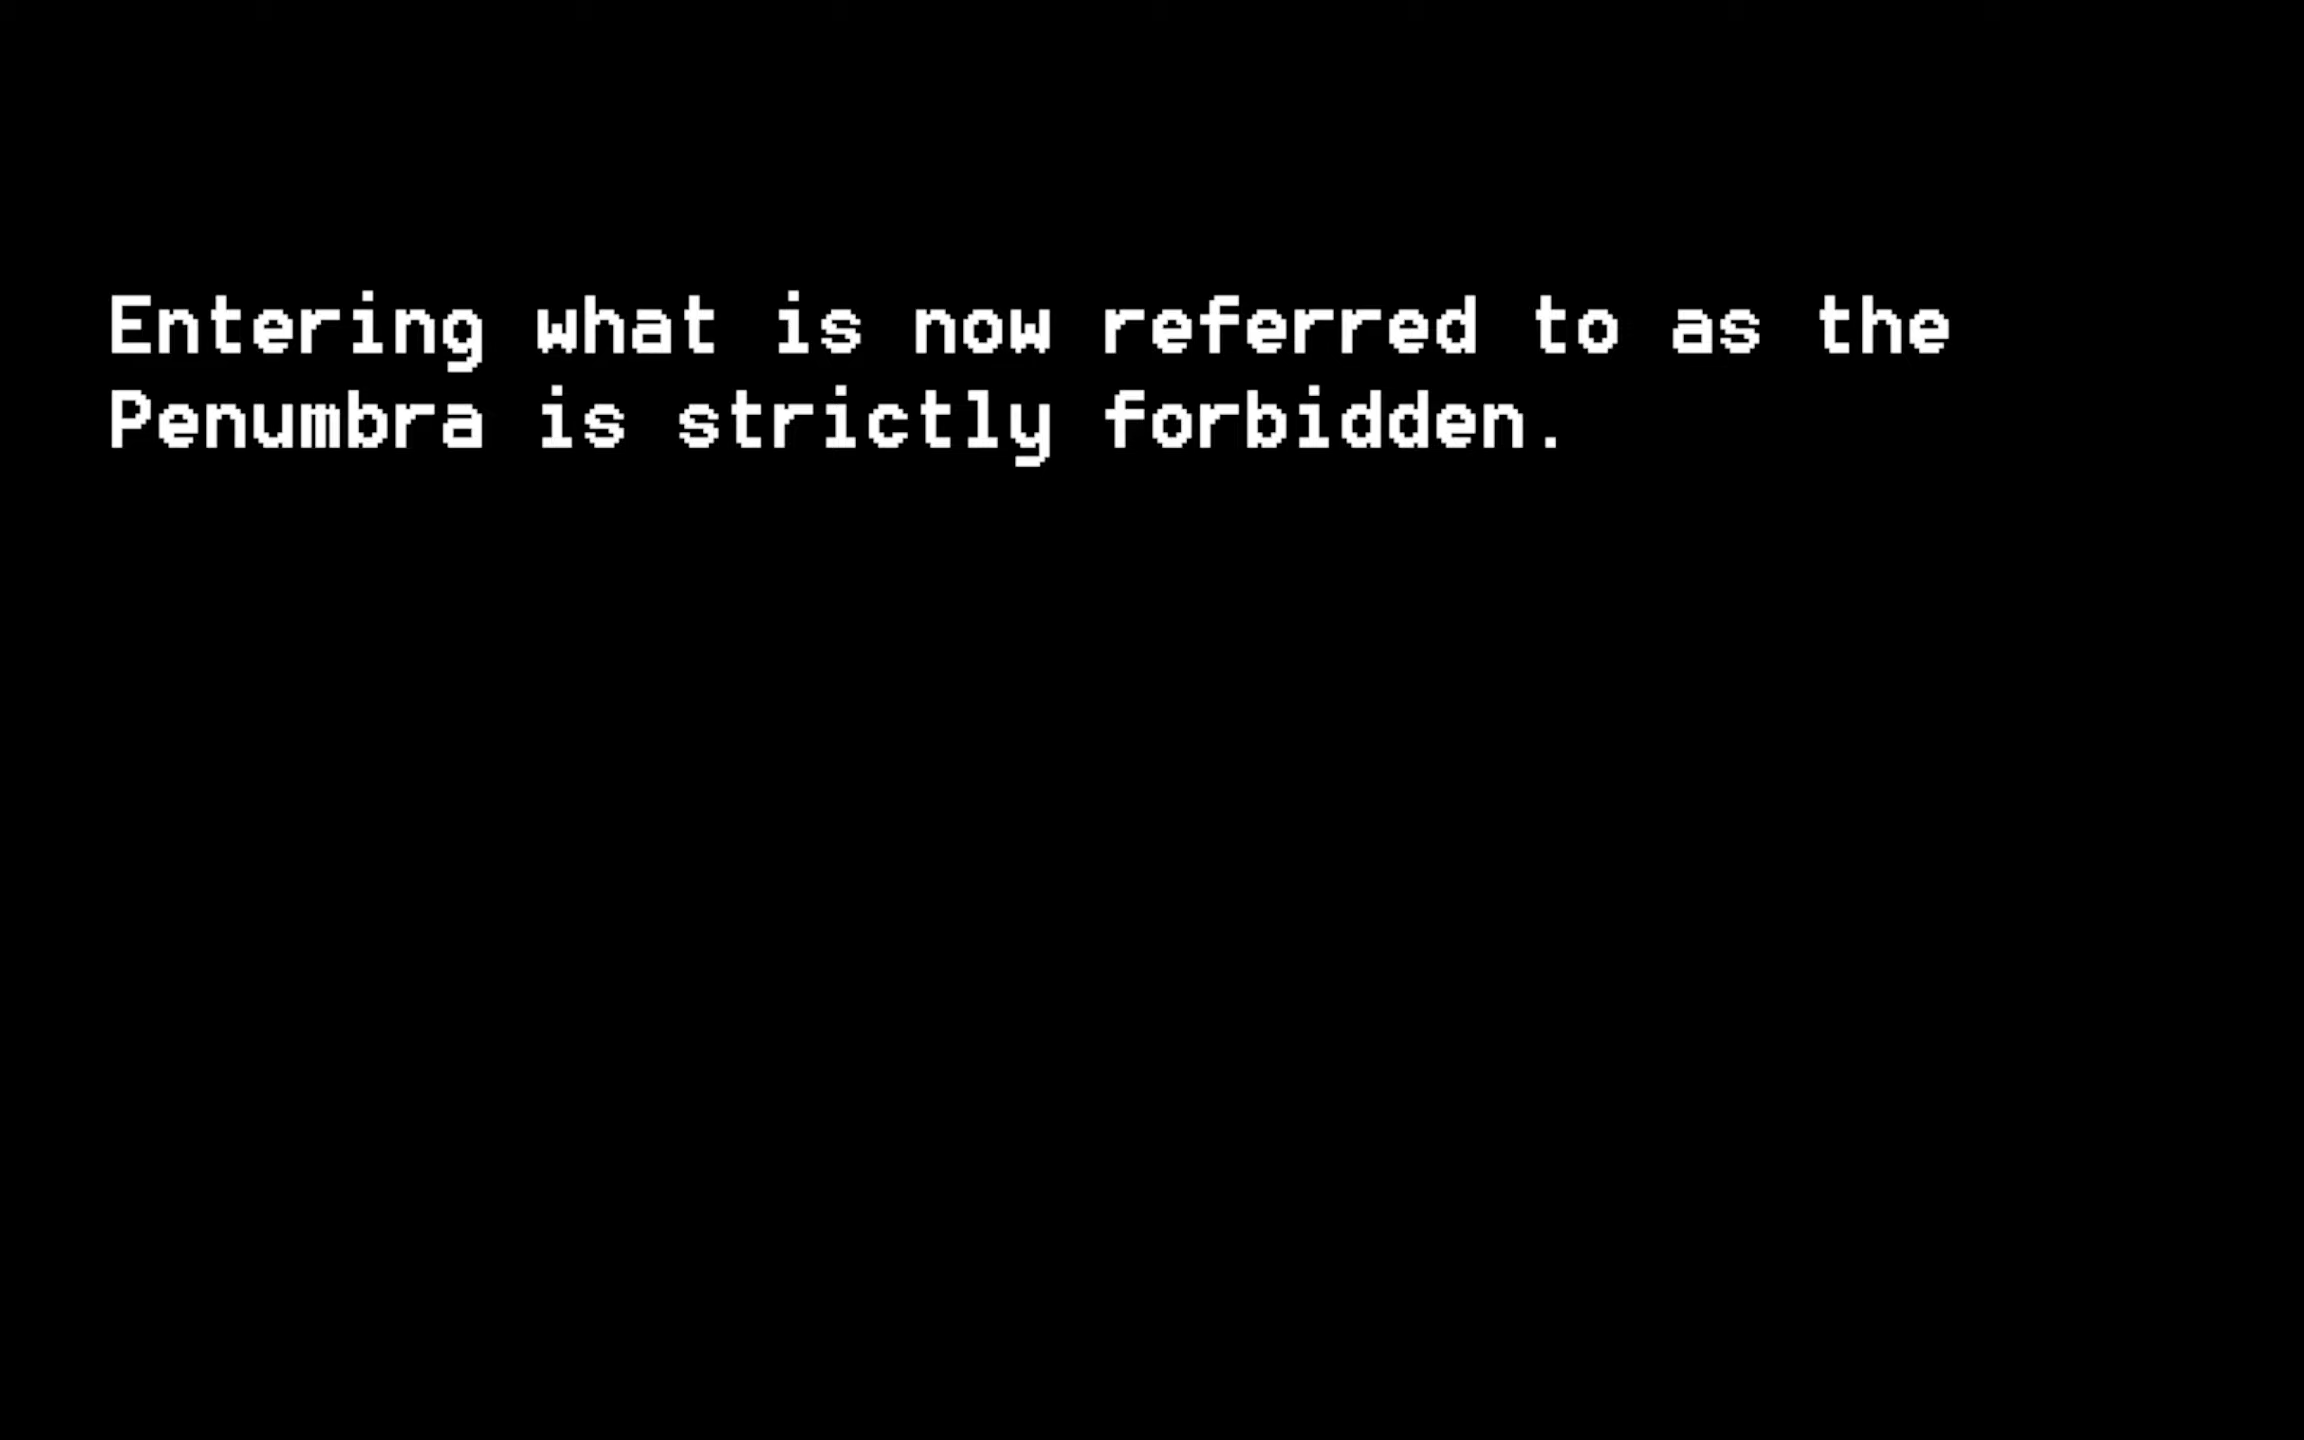 Entering what is now referred to as the
Penumbra is strictly forbidden.